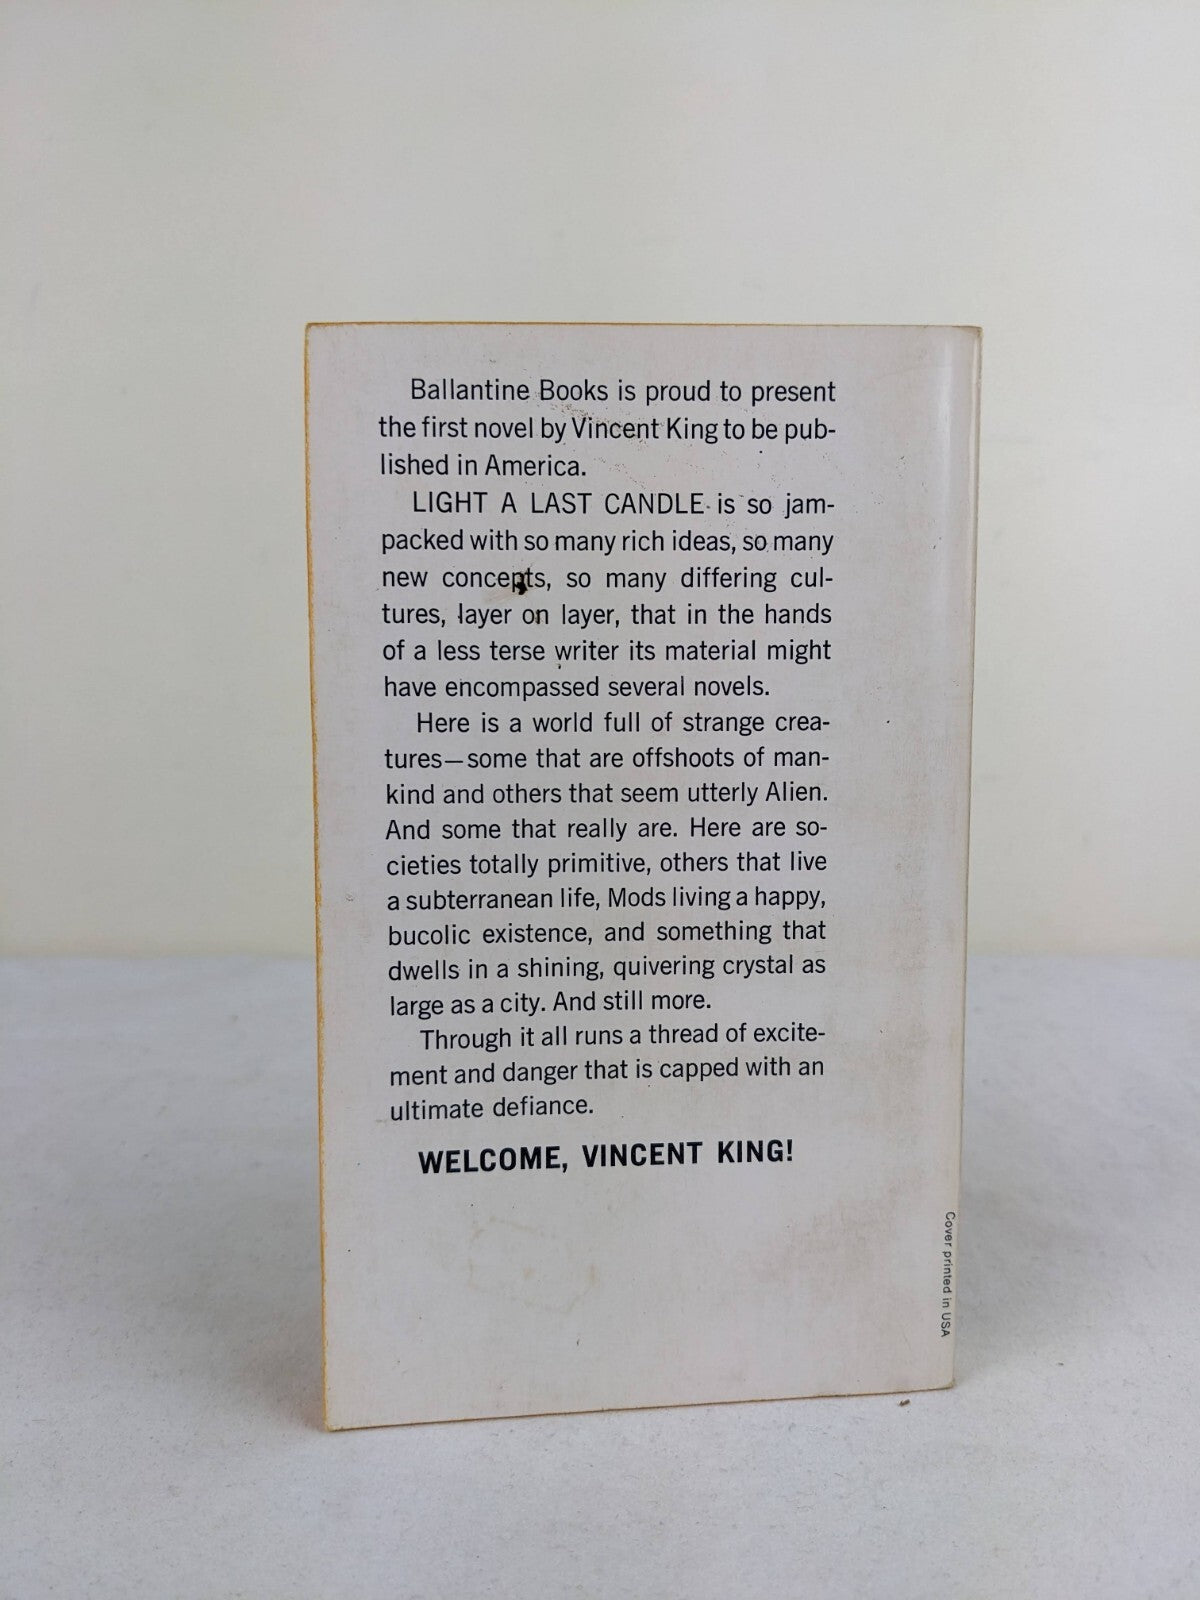 Ballantine Books is proud to present
the first novel by Vincent King to be pub-
lished in America.
LIGHT A LAST CANDLE is so jam-
packed with so many rich ideas, so many
new concepts, so many differing cul-
tures, layer on layer, that in the hands
of a less terse writer its material might
have encompassed several novels.
Here is a world full of strange crea-
tures—some that are offshoots of man-
kind and others that seem utterly Alien.
And some that really are. Here are so-
cieties totally primitive, others that live
a subterranean life, Mods living a happy,
bucolic existence, and something that
dwells in a shining, quivering crystal as
large as a city. And still more.
Through it all runs a thread of excite-
ment and danger that is capped with an
ultimate defiance.
WELCOME, VINCENT KING!
Cover printed in USA